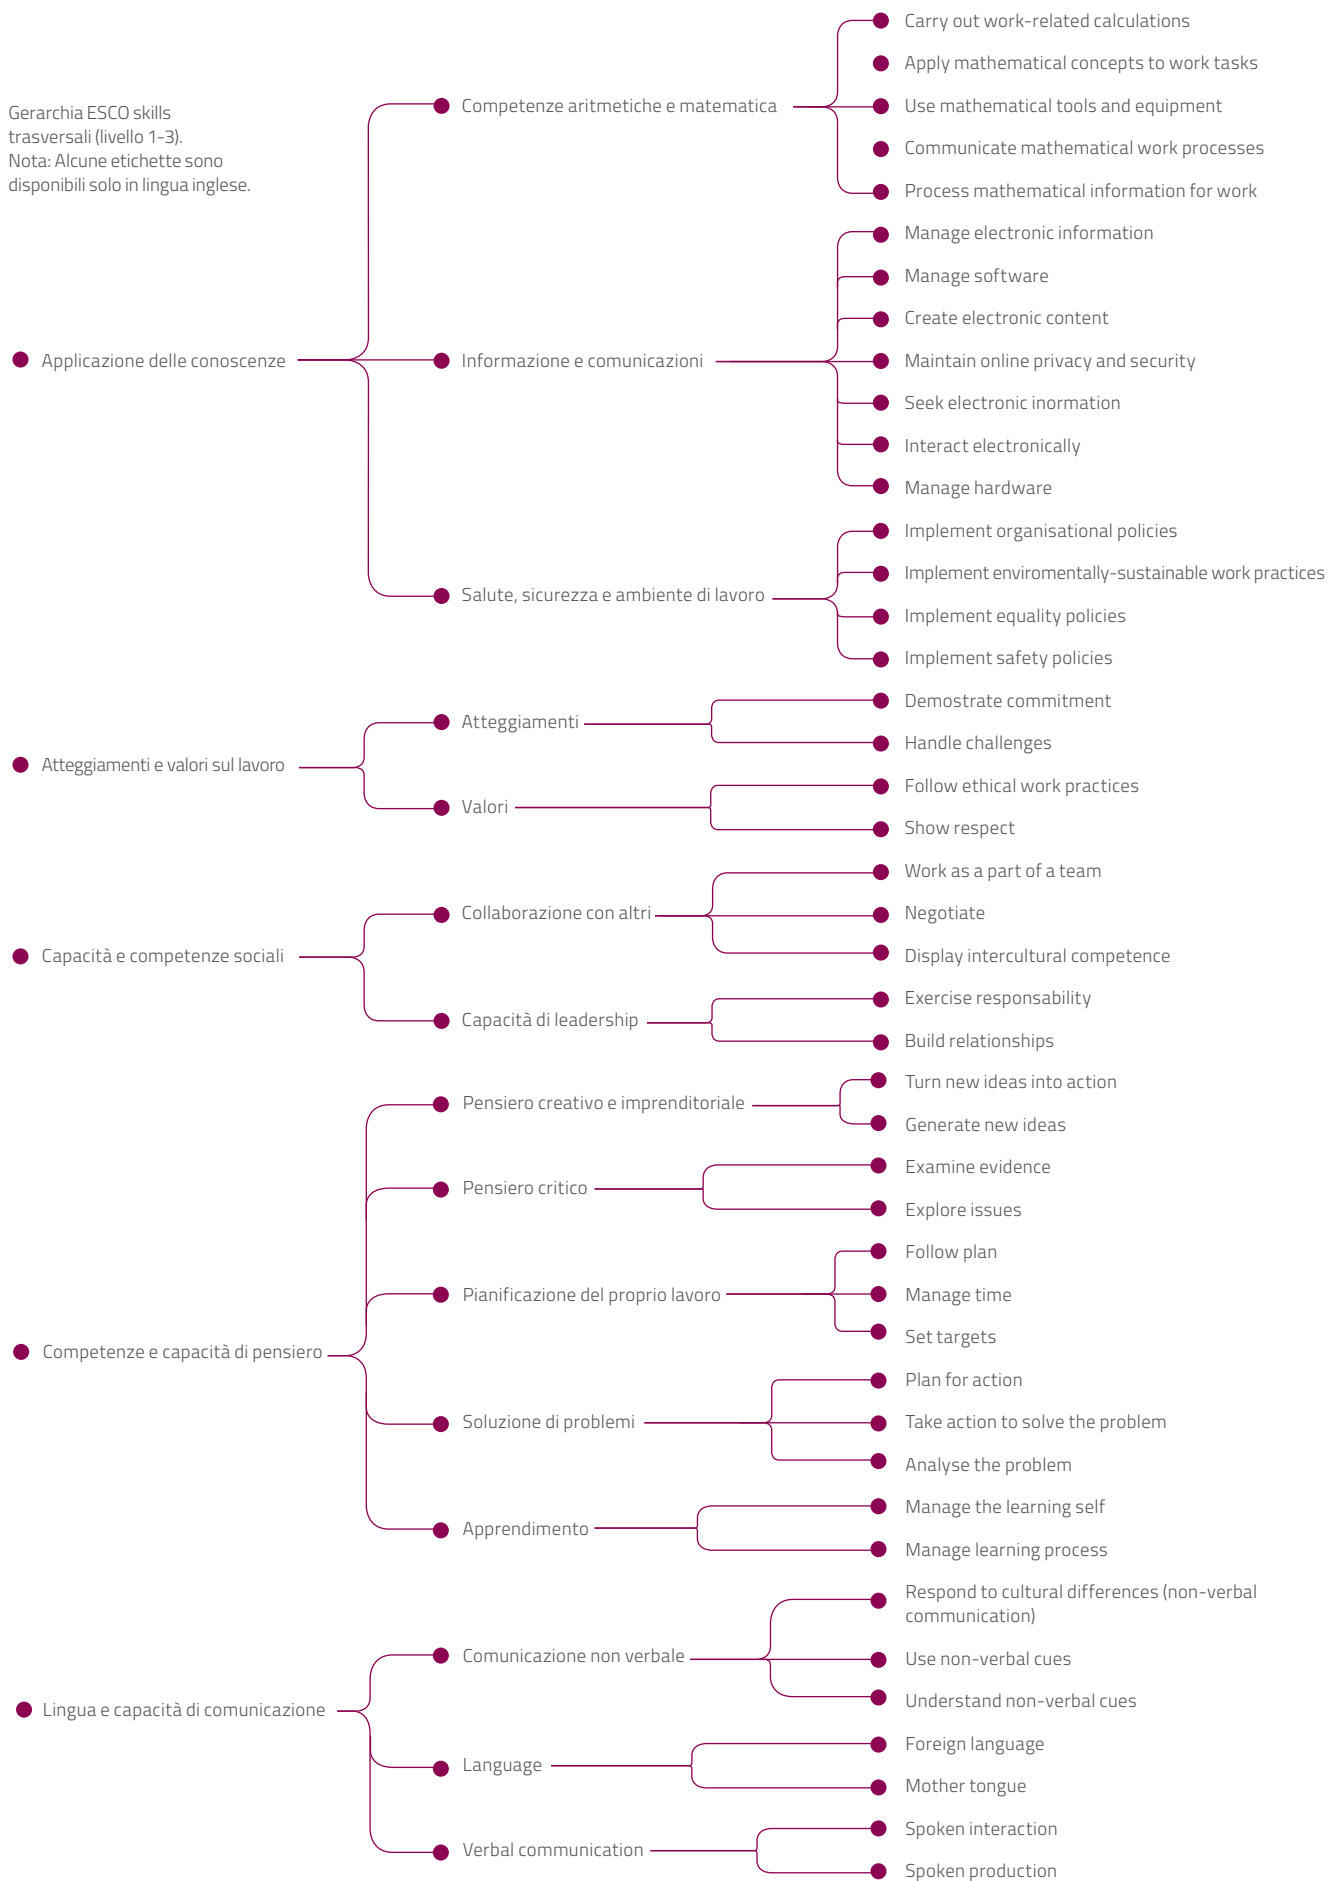 Gerarchia ESCO skills
trasversali (livello 1-3).
Nota: Alcune etichette sono
disponibili solo in lingua inglese.
Applicazione delle conoscenze
Competenze aritmetiche e matematica
Carry out work-related calculations
Apply mathematical concepts to work tasks
Use mathematical tools and equipment
Communicate mathematical work processes
Process mathematical information for work
Informazione e comunicazioni
Manage electronic information
Manage software
Create electronic content
Maintain online privacy and security
Seek electronic inormation
Interact electronically
Manage hardware
Salute, sicurezza e ambiente di lavoro
Implement organisational policies
Implement enviromentally-sustainable work practices
Implement equality policies
Implement safety policies
Atteggiamenti e valori sul lavoro
Atteggiamenti
Demostrate commitment
Handle challenges
Valori
Follow ethical work practices
Show respect
Capacità e competenze sociali
Collaborazione con altri
Work as a part of a team
Negotiate
Display intercultural competence
Capacità di leadership
Exercise responsability
Build relationships
Competenze e capacità di pensiero
Pensiero creativo e imprenditoriale
Turn new ideas into action
Generate new ideas
Pensiero critico
Examine evidence
Explore issues
Pianificazione del proprio lavoro
Follow plan
Manage time
Set targets
Soluzione di problemi
Plan for action
Take action to solve the problem
Analyse the problem
Apprendimento
Manage the learning self
Manage learning process
Lingua e capacità di comunicazione
Comunicazione non verbale
Respond to cultural differences (non-verbal
communication)
Use non-verbal cues
Understand non-verbal cues
Language
Foreign language
Mother tongue
Verbal communication
Spoken interaction
Spoken production